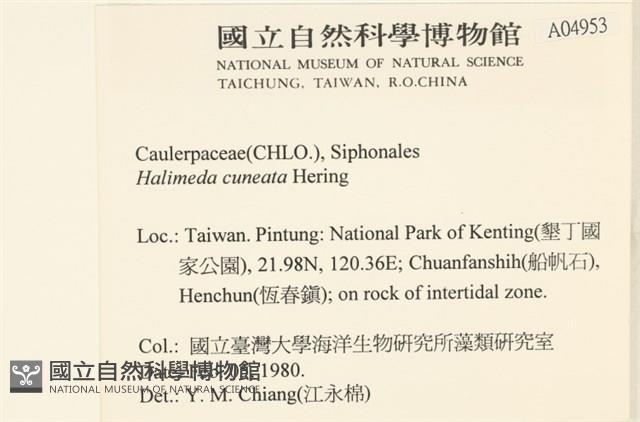 國立自然科學博物館
A04953
NATIONAL MUSEUM OF NATURAL SCIENCE
TAICHUNG, TAIWAN, R.O.CHINA
Caulerpaceae(CHLO.), Siphonales
Halimeda cuneata Hering
Loc.: Taiwan. Pintung: National Park of Kenting(墾丁國
家公園), 21.98N, 120.36E; Chuanfanshih(船帆石),
Henchun(恆春鎮); on rock of intertidal zone.
Col.: 國立臺灣大學海洋生物研究所藻類研究室
1980.
Det.: Y. M. Chiang(江永棉)
國立自然科學博物館
NATIONAL MUSEUM OF NATURAL SCIENCE